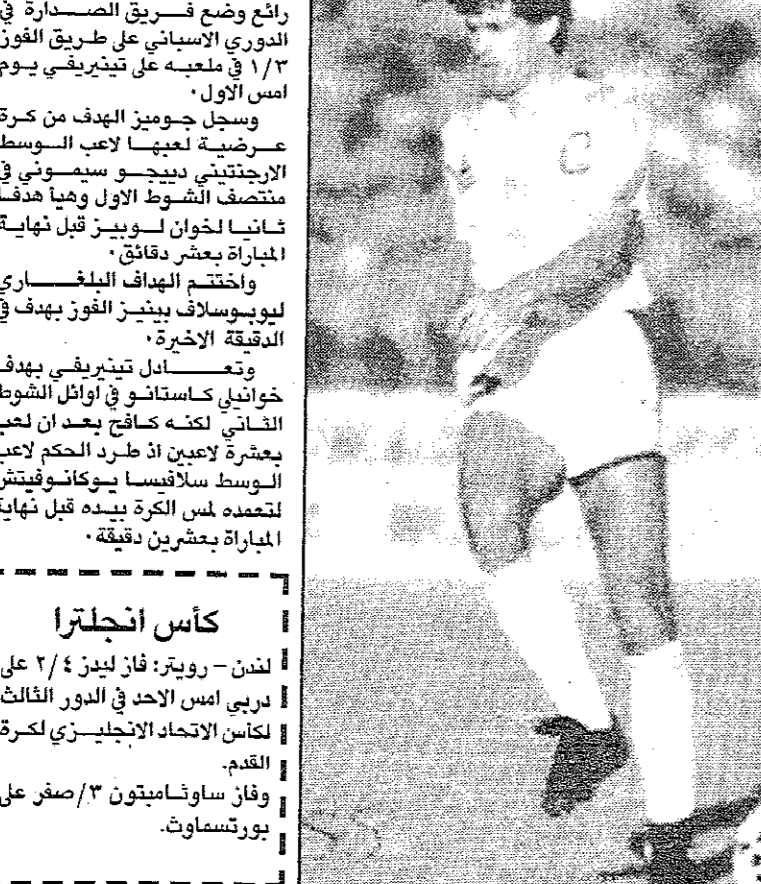 رائع وضع فريق الصدارة في
الدوري الاسباني على طريق الفوز
٣/١ في ملعبه على تينيريفي يوم
امس الاول٠
وسجل جوميز الهدف من كرة
عرضية لعبها لاعب الوسط
الارجنتيني دييجو سيموني في
منتصف الشوط الاول وهيأ هدفا
ثانيا لخوان لوبيز قبل نهاية
المباراة بعشر دقائق٠
واختتم الهداف البلغاري
ليوبوسلاف بينيز الفوز بهدف في
الدقيقة الاخيرة٠
وتعادل تينيريفي بهدف
خوانيلي كاستانو في اوائل الشوط
الثاني لكنه كافح بعد ان لعب
بعشرة لاعبين اذ طرد الحكم لاعب
الوسط سلافيسا يوكانوفيتش
لتعمده لمس الكرة بيده قبل نهاية
المباراة بعشرين دقيقة٠
كأس انجلترا
لندن – رويتر: فاز ليدز ٤/٢ على
دربي امس الاحد في الدور الثالث
لكأس الاتحاد الانجليزي لكرة
القدم.
وفاز ساوثامبتون ٣/صفر على
بورتسماوث.